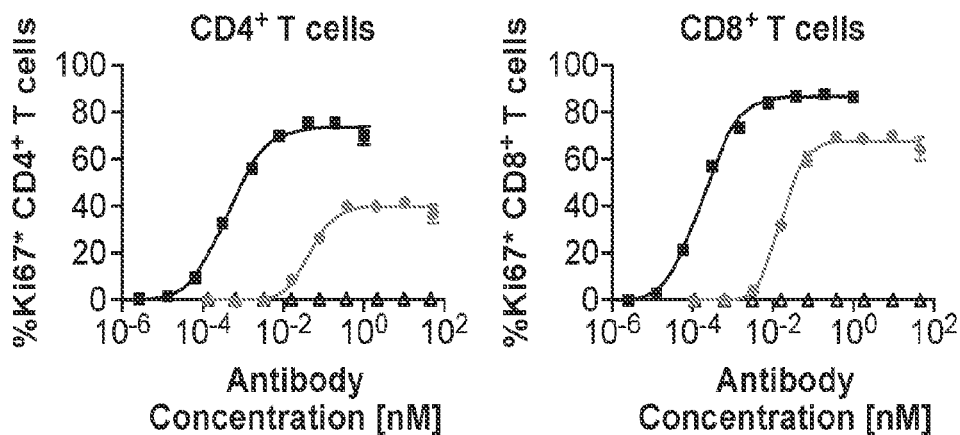 CD4⁺ T cells
%Ki67* CD4⁺ T cells
100
80
60
40
20
0
10⁻⁶ 10⁻⁴ 10⁻² 10⁰ 10²
Antibody
Concentration [nM]
CD8⁺ T cells
%Ki67* CD8⁺ T cells
100
80
60
40
20
0
10⁻⁶ 10⁻⁴ 10⁻² 10⁰ 10²
Antibody
Concentration [nM]